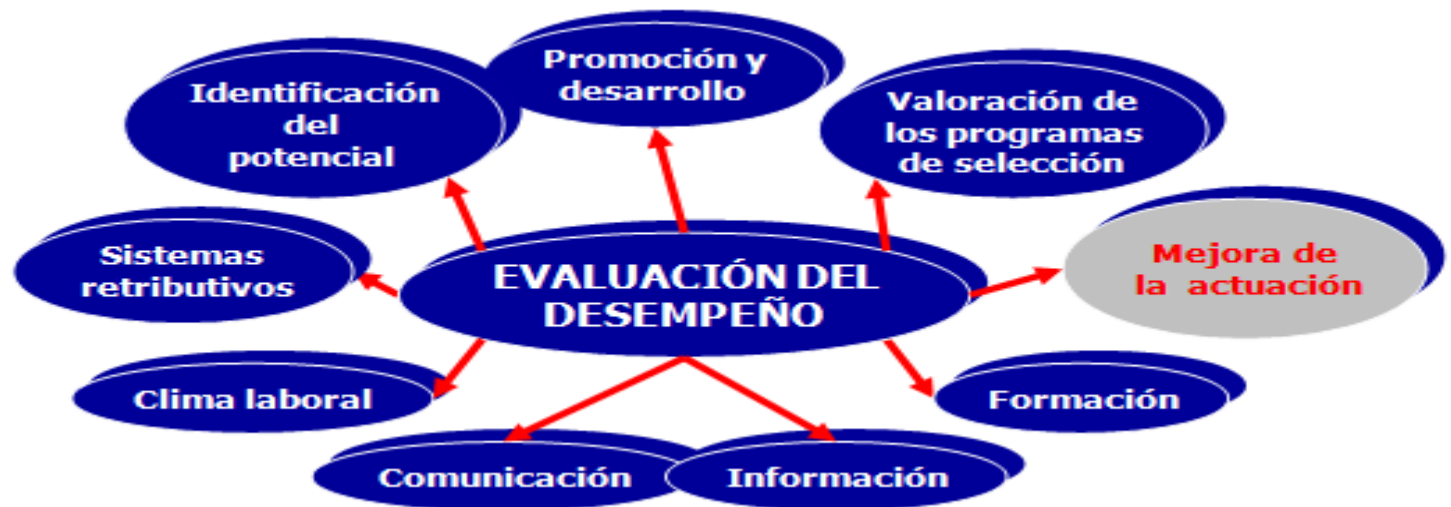 Promoción y
desarrollo
Identificación
del
potencial
Valoración de
los programas
de selección
Sistemas
retributivos
EVALUACIÓN DEL
DESEMPEÑO
Mejora de
la actuación
Clima laboral
Formación
Comunicación
Información